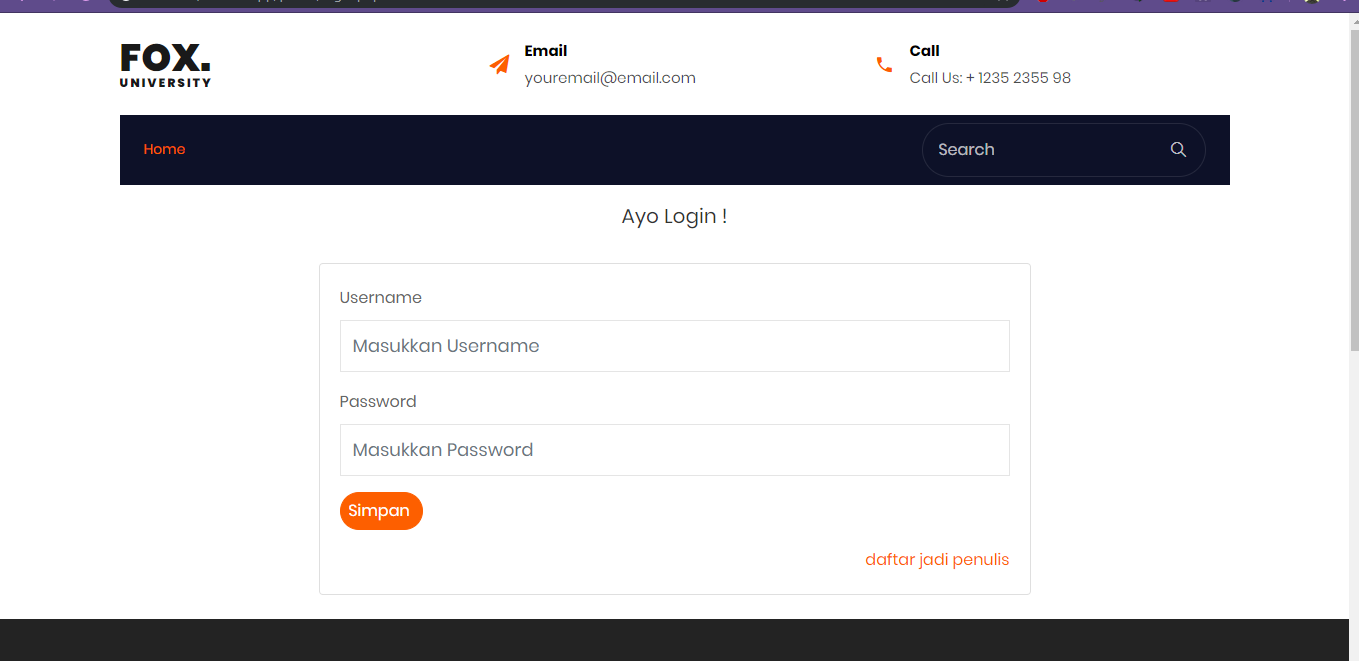 FOX.
UNIVERSITY
Email
youremail@email.com
Call
Call Us: + 1235 2355 98
Home
Search
Ayo Login !
Username
Masukkan Username
Password
Masukkan Password
Simpan
daftar jadi penulis